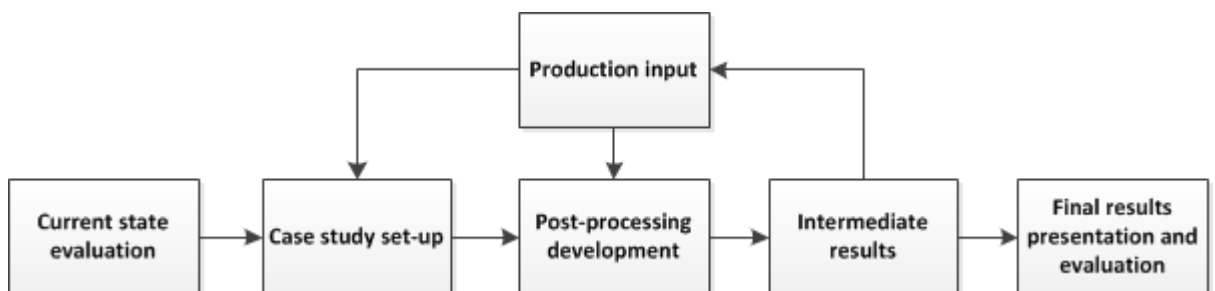 Production input
Current state
evaluation
Case study set-up
Post-processing
development
Intermediate
results
Final results
presentation and
evaluation